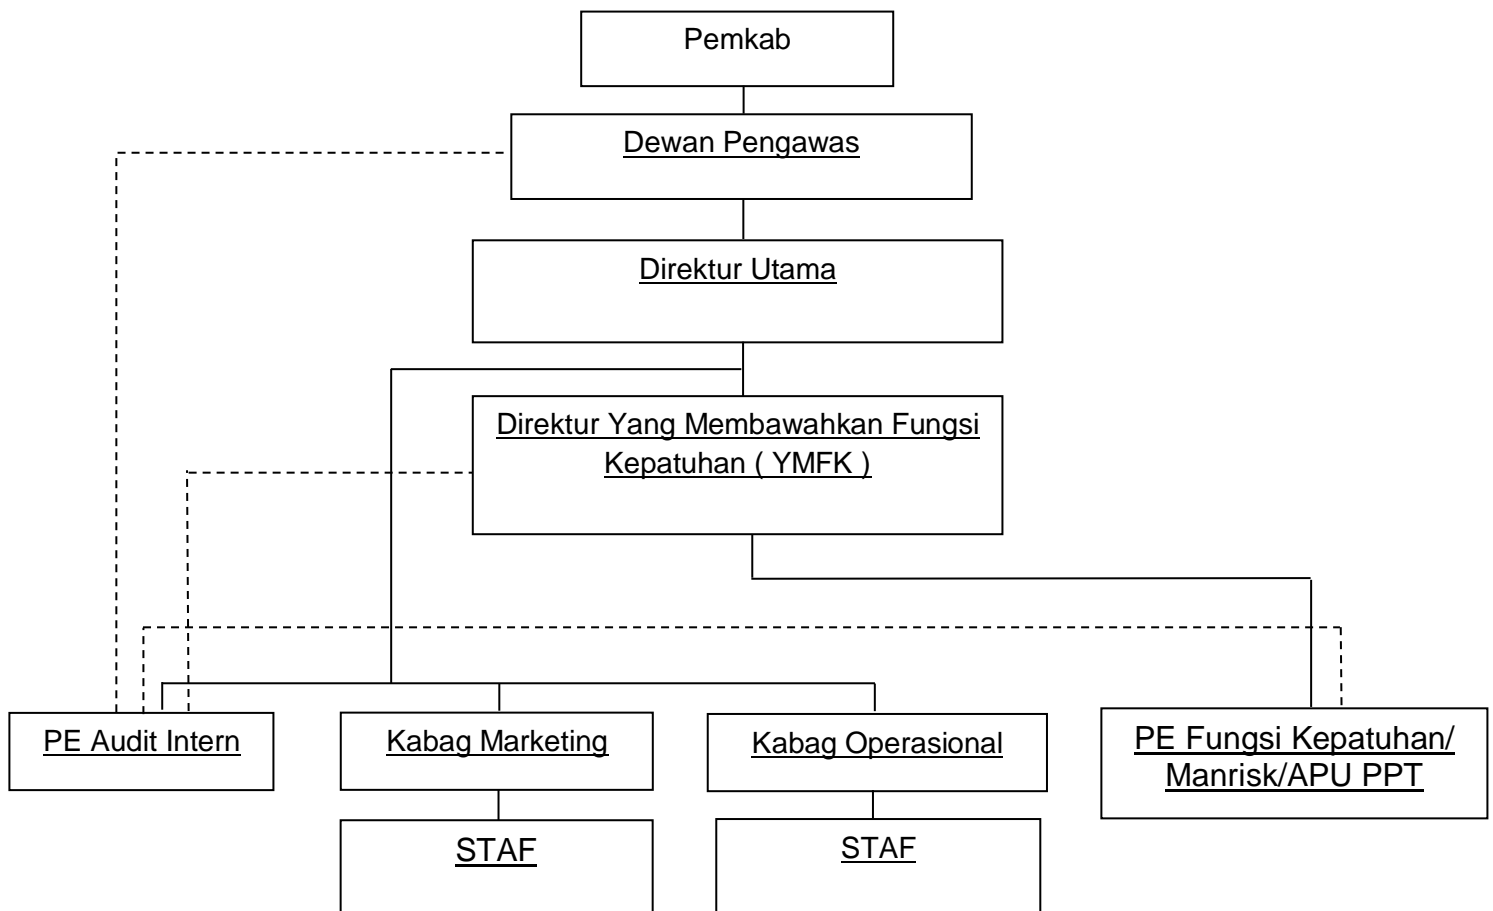 Pemkab
Dewan Pengawas
Direktur Utama
Direktur Yang Membawahkan Fungsi
Kepatuhan ( YMFK )
PE Audit Intern
Kabag Marketing
Kabag Operasional
PE Fungsi Kepatuhan/
Manrisk/APU PPT
STAF
STAF